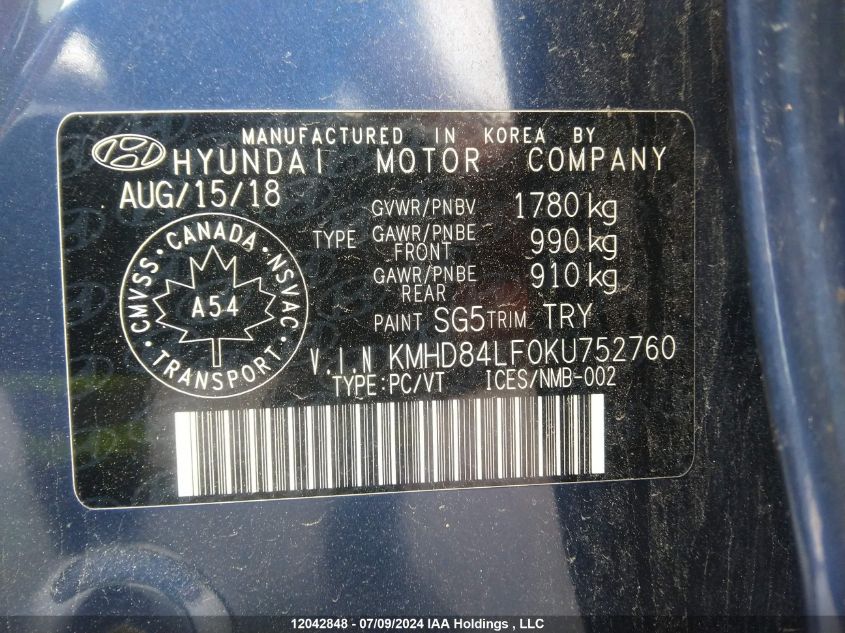 MANUFACTURED IN KOREA BY
HYUNDAI MOTOR COMPANY
AUG/15/18
GVWR/PNBV 1780 kg
TYPE GAWR/PNBE FRONT 990 kg
GAWR/PNBE REAR 910 kg
PAINT SG5 TRIM TRY
CMVSS · CANADA · NSVAC · TRANSPORT ·
A54
V.I.N KMHD84LF0KU752760
TYPE:PC/VT ICES/NMB-002
12042848 - 07/09/2024 IAA Holdings , LLC